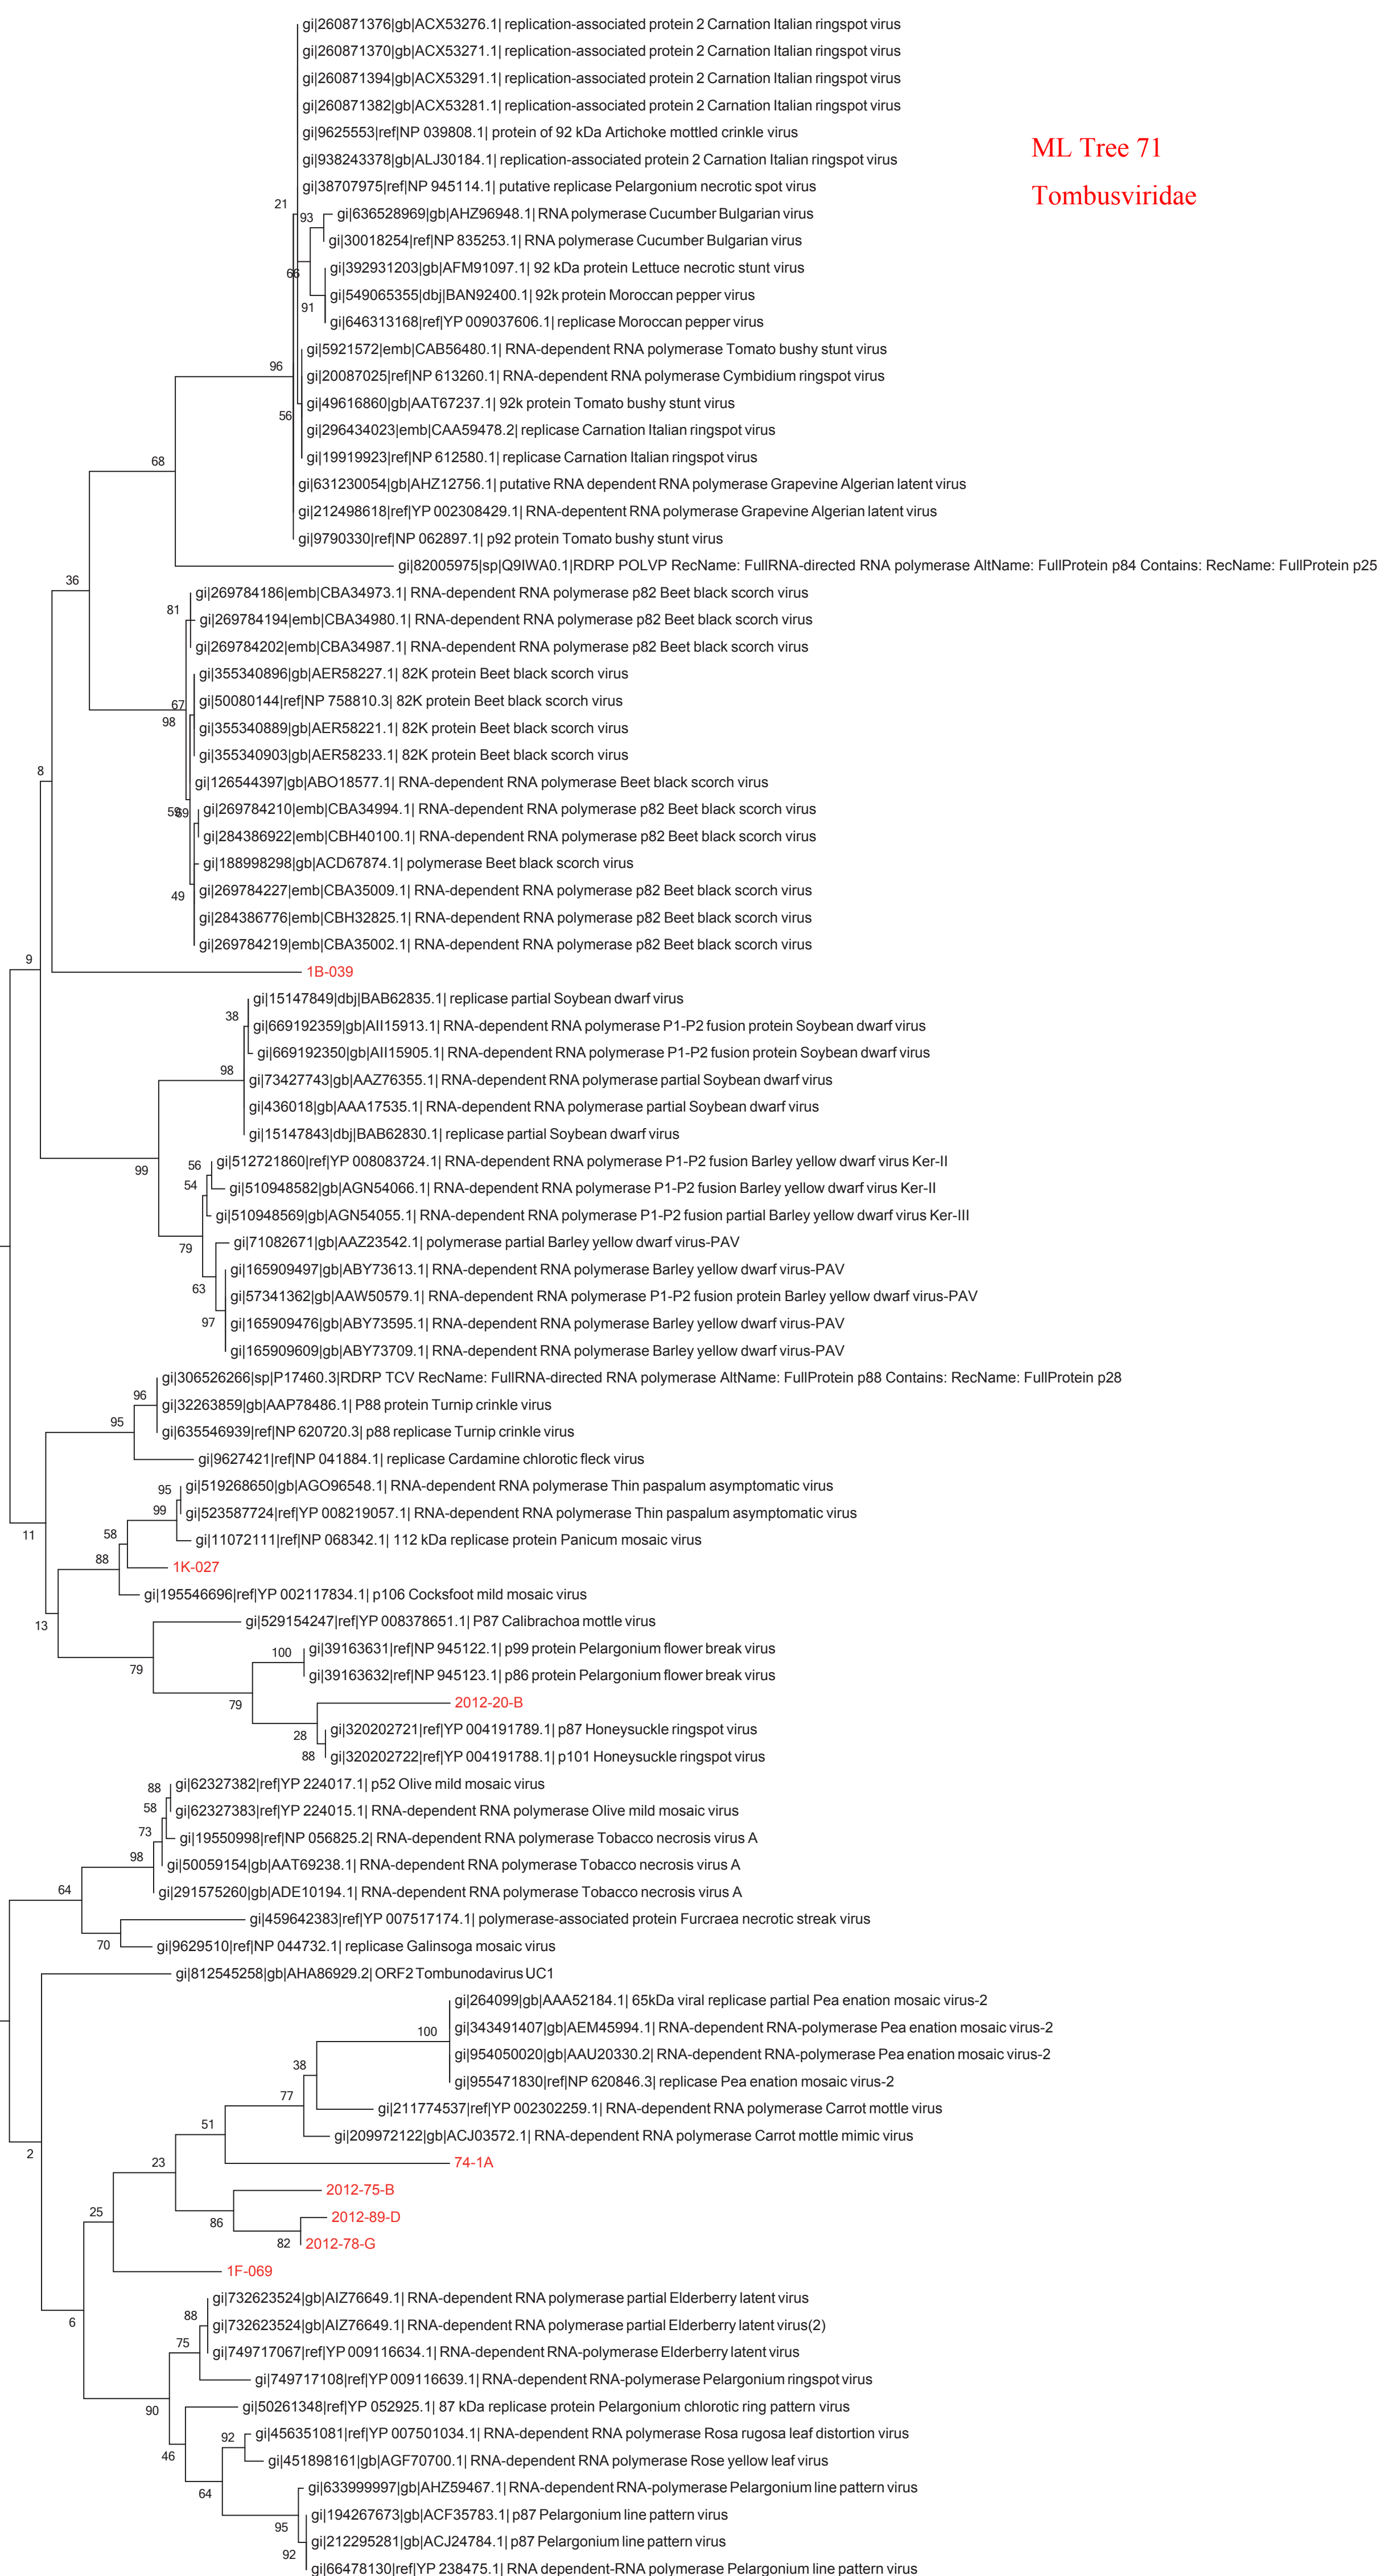 gi|260871376|gb|ACX53276.1| replication-associated protein 2 Carnation Italian ringspot virus
gi|260871370|gb|ACX53271.1| replication-associated protein 2 Carnation Italian ringspot virus
gi|260871394|gb|ACX53291.1| replication-associated protein 2 Carnation Italian ringspot virus
gi|260871382|gb|ACX53281.1| replication-associated protein 2 Carnation Italian ringspot virus
gi|9625553|ref|NP 039808.1| protein of 92 kDa Artichoke mottled crinkle virus
ML Tree 71
gi|938243378|gb|ALJ30184.1| replication-associated protein 2 Carnation Italian ringspot virus
gi|38707975|ref|NP 945114.1| putative replicase Pelargonium necrotic spot virus
Tombusviridae
21
93
gi|636528969|gb|AHZ96948.1| RNA polymerase Cucumber Bulgarian virus
gi|30018254|ref|NP 835253.1| RNA polymerase Cucumber Bulgarian virus
66
gi|392931203|gb|AFM91097.1| 92 kDa protein Lettuce necrotic stunt virus
gi|549065355|dbj|BAN92400.1| 92k protein Moroccan pepper virus
91
gi|646313168|ref|YP 009037606.1| replicase Moroccan pepper virus
gi|5921572|emb|CAB56480.1| RNA-dependent RNA polymerase Tomato bushy stunt virus
96
gi|20087025|ref|NP 613260.1| RNA-dependent RNA polymerase Cymbidium ringspot virus
gi|49616860|gb|AAT67237.1| 92k protein Tomato bushy stunt virus
56
gi|296434023|emb|CAA59478.2| replicase Carnation Italian ringspot virus
gi|19919923|ref|NP 612580.1| replicase Carnation Italian ringspot virus
68
gi|631230054|gb|AHZ12756.1| putative RNA dependent RNA polymerase Grapevine Algerian latent virus
gi|212498618|ref|YP 002308429.1| RNA-depentent RNA polymerase Grapevine Algerian latent virus
gi|9790330|ref|NP 062897.1| p92 protein Tomato bushy stunt virus
gi|82005975|sp|Q9IWA0.1|RDRP POLVP RecName: FullRNA-directed RNA polymerase AltName: FullProtein p84 Contains: RecName: FullProtein p25
36
gi|269784186|emb|CBA34973.1| RNA-dependent RNA polymerase p82 Beet black scorch virus
81
gi|269784194|emb|CBA34980.1| RNA-dependent RNA polymerase p82 Beet black scorch virus
gi|269784202|emb|CBA34987.1| RNA-dependent RNA polymerase p82 Beet black scorch virus
gi|355340896|gb|AER58227.1| 82K protein Beet black scorch virus
67
gi|50080144|ref|NP 758810.3| 82K protein Beet black scorch virus
98
gi|355340889|gb|AER58221.1| 82K protein Beet black scorch virus
gi|355340903|gb|AER58233.1| 82K protein Beet black scorch virus
8
gi|126544397|gb|ABO18577.1| RNA-dependent RNA polymerase Beet black scorch virus
gi|269784210|emb|CBA34994.1| RNA-dependent RNA polymerase p82 Beet black scorch virus
gi|284386922|emb|CBH40100.1| RNA-dependent RNA polymerase p82 Beet black scorch virus
gi|188998298|gb|ACD67874.1| polymerase Beet black scorch virus
49
gi|269784227|emb|CBA35009.1| RNA-dependent RNA polymerase p82 Beet black scorch virus
gi|284386776|emb|CBH32825.1| RNA-dependent RNA polymerase p82 Beet black scorch virus
gi|269784219|emb|CBA35002.1| RNA-dependent RNA polymerase p82 Beet black scorch virus
9
1B-039
gi|15147849|dbj|BAB62835.1| replicase partial Soybean dwarf virus
38
gi|669192359|gb|AII15913.1| RNA-dependent RNA polymerase P1-P2 fusion protein Soybean dwarf virus
gi|669192350|gb|AII15905.1| RNA-dependent RNA polymerase P1-P2 fusion protein Soybean dwarf virus
98
gi|73427743|gb|AAZ76355.1| RNA-dependent RNA polymerase partial Soybean dwarf virus
gi|436018|gb|AAA17535.1| RNA-dependent RNA polymerase partial Soybean dwarf virus
gi|15147843|dbj|BAB62830.1| replicase partial Soybean dwarf virus
99
56
gi|512721860|ref|YP 008083724.1| RNA-dependent RNA polymerase P1-P2 fusion Barley yellow dwarf virus Ker-II
54
gi|510948582|gb|AGN54066.1| RNA-dependent RNA polymerase P1-P2 fusion Barley yellow dwarf virus Ker-II
gi|510948569|gb|AGN54055.1| RNA-dependent RNA polymerase P1-P2 fusion partial Barley yellow dwarf virus Ker-III
79
gi|71082671|gb|AAZ23542.1| polymerase partial Barley yellow dwarf virus-PAV
gi|165909497|gb|ABY73613.1| RNA-dependent RNA polymerase Barley yellow dwarf virus-PAV
63
gi|57341362|gb|AAW50579.1| RNA-dependent RNA polymerase P1-P2 fusion protein Barley yellow dwarf virus-PAV
97
gi|165909476|gb|ABY73595.1| RNA-dependent RNA polymerase Barley yellow dwarf virus-PAV
gi|165909609|gb|ABY73709.1| RNA-dependent RNA polymerase Barley yellow dwarf virus-PAV
gi|306526266|sp|P17460.3|RDRP TCV RecName: FullRNA-directed RNA polymerase AltName: FullProtein p88 Contains: RecName: FullProtein p28
96
gi|32263859|gb|AAP78486.1| P88 protein Turnip crinkle virus
95
gi|635546939|ref|NP 620720.3| p88 replicase Turnip crinkle virus
gi|9627421|ref|NP 041884.1| replicase Cardamine chlorotic fleck virus
95
gi|519268650|gb|AGO96548.1| RNA-dependent RNA polymerase Thin paspalum asymptomatic virus
99
gi|523587724|ref|YP 008219057.1| RNA-dependent RNA polymerase Thin paspalum asymptomatic virus
11
58
gi|11072111|ref|NP 068342.1| 112 kDa replicase protein Panicum mosaic virus
88
1K-027
gi|195546696|ref|YP 002117834.1| p106 Cocksfoot mild mosaic virus
13
gi|529154247|ref|YP 008378651.1| P87 Calibrachoa mottle virus
100
gi|39163631|ref|NP 945122.1| p99 protein Pelargonium flower break virus
79
gi|39163632|ref|NP 945123.1| p86 protein Pelargonium flower break virus
79
2012-20-B
28
gi|320202721|ref|YP 004191789.1| p87 Honeysuckle ringspot virus
88
gi|320202722|ref|YP 004191788.1| p101 Honeysuckle ringspot virus
88
gi|62327382|ref|YP 224017.1| p52 Olive mild mosaic virus
58
gi|62327383|ref|YP 224015.1| RNA-dependent RNA polymerase Olive mild mosaic virus
73
gi|19550998|ref|NP 056825.2| RNA-dependent RNA polymerase Tobacco necrosis virus A
98
gi|50059154|gb|AAT69238.1| RNA-dependent RNA polymerase Tobacco necrosis virus A
64
gi|291575260|gb|ADE10194.1| RNA-dependent RNA polymerase Tobacco necrosis virus A
gi|459642383|ref|YP 007517174.1| polymerase-associated protein Furcraea necrotic streak virus
70
gi|9629510|ref|NP 044732.1| replicase Galinsoga mosaic virus
gi|812545258|gb|AHA86929.2| ORF2 Tombunodavirus UC1
gi|264099|gb|AAA52184.1| 65kDa viral replicase partial Pea enation mosaic virus-2
100
gi|343491407|gb|AEM45994.1| RNA-dependent RNA-polymerase Pea enation mosaic virus-2
gi|954050020|gb|AAU20330.2| RNA-dependent RNA-polymerase Pea enation mosaic virus-2
38
gi|955471830|ref|NP 620846.3| replicase Pea enation mosaic virus-2
77
gi|211774537|ref|YP 002302259.1| RNA-dependent RNA polymerase Carrot mottle virus
51
gi|209972122|gb|ACJ03572.1| RNA-dependent RNA polymerase Carrot mottle mimic virus
2
23
74-1A
2012-75-B
25
86
2012-89-D
82
2012-78-G
1F-069
gi|732623524|gb|AIZ76649.1| RNA-dependent RNA polymerase partial Elderberry latent virus
6
88
gi|732623524|gb|AIZ76649.1| RNA-dependent RNA polymerase partial Elderberry latent virus(2)
75
gi|749717067|ref|YP 009116634.1| RNA-dependent RNA-polymerase Elderberry latent virus
gi|749717108|ref|YP 009116639.1| RNA-dependent RNA-polymerase Pelargonium ringspot virus
90
gi|50261348|ref|YP 052925.1| 87 kDa replicase protein Pelargonium chlorotic ring pattern virus
92
gi|456351081|ref|YP 007501034.1| RNA-dependent RNA polymerase Rosa rugosa leaf distortion virus
46
gi|451898161|gb|AGF70700.1| RNA-dependent RNA polymerase Rose yellow leaf virus
64
gi|633999997|gb|AHZ59467.1| RNA-dependent RNA-polymerase Pelargonium line pattern virus
gi|194267673|gb|ACF35783.1| p87 Pelargonium line pattern virus
95
gi|212295281|gb|ACJ24784.1| p87 Pelargonium line pattern virus
92
gi|66478130|ref|YP 238475.1| RNA dependent-RNA polymerase Pelargonium line pattern virus